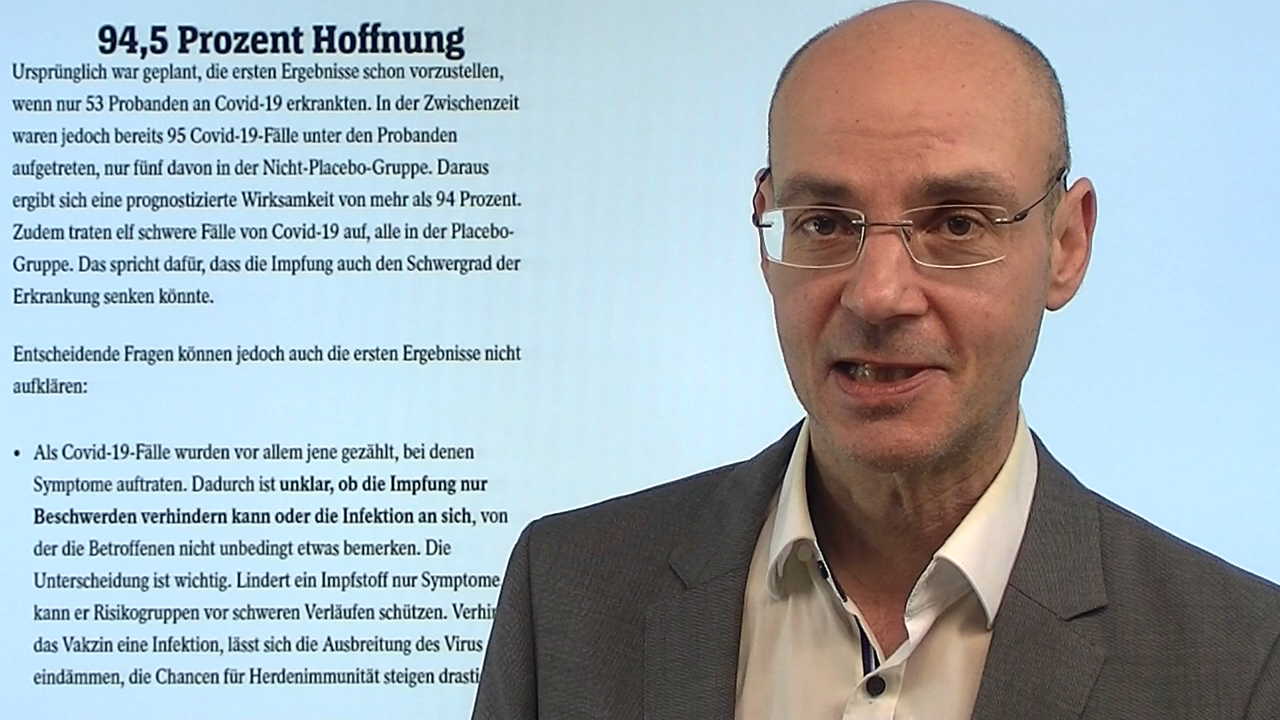 94,5 Prozent Hoffnung
Ursprünglich war geplant, die ersten Ergebnisse schon vorzustellen,
wenn nur 53 Probanden an Covid-19 erkrankten. In der Zwischenzeit
waren jedoch bereits 95 Covid-19-Fälle unter den Probanden
aufgetreten, nur fünf davon in der Nicht-Placebo-Gruppe. Daraus
ergibt sich eine prognostizierte Wirksamkeit von mehr als 94 Prozent.
Zudem traten elf schwere Fälle von Covid-19 auf, alle in der Placebo-
Gruppe. Das spricht dafür, dass die Impfung auch den Schwergrad der
Erkrankung senken könnte.
Entscheidende Fragen können jedoch auch die ersten Ergebnisse nicht
aufklären:
• Als Covid-19-Fälle wurden vor allem jene gezählt, bei denen
Symptome auftraten. Dadurch ist unklar, ob die Impfung nur
Beschwerden verhindern kann oder die Infektion an sich, von
der die Betroffenen nicht unbedingt etwas bemerken. Die
Unterscheidung ist wichtig. Lindert ein Impfstoff nur Symptome
kann er Risikogruppen vor schweren Verläufen schützen. Verhin
das Vakzin eine Infektion, lässt sich die Ausbreitung des Virus
eindämmen, die Chancen für Herdenimmunität steigen drasti